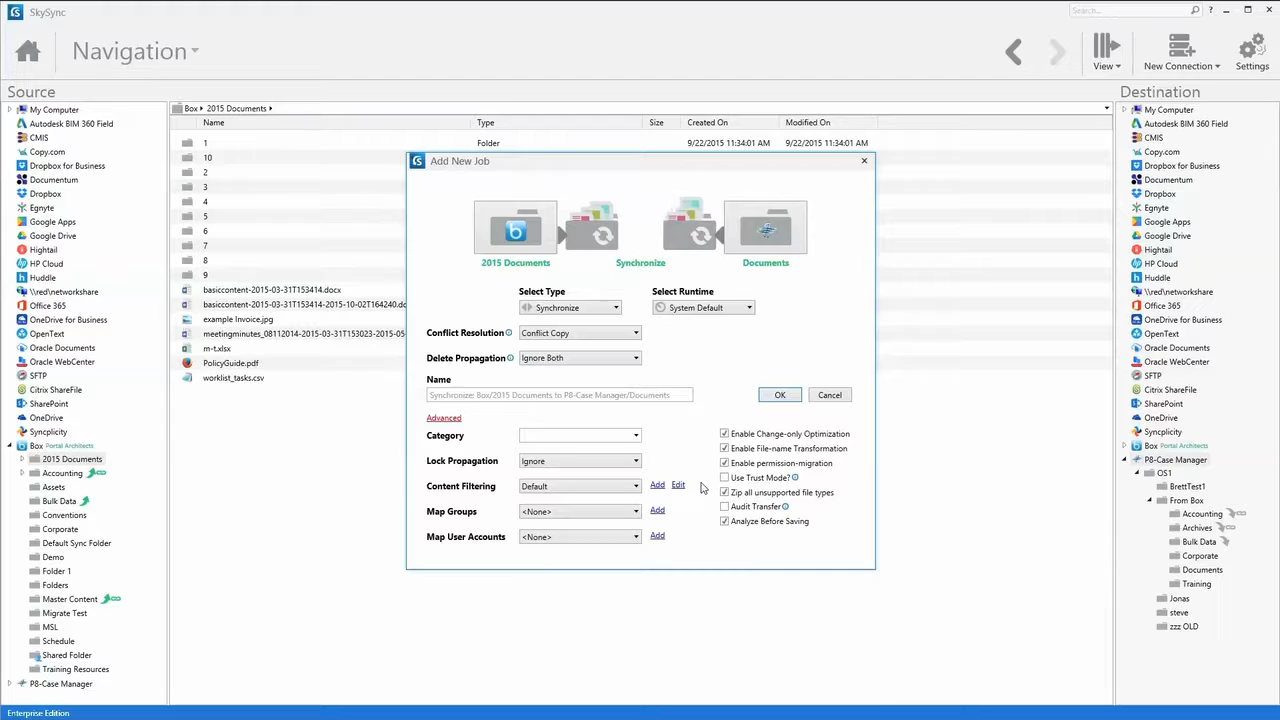 SkySync
Search...
?
Navigation
View
New Connection
Settings
Source
My Computer
Autodesk BIM 360 Field
CMIS
Copy.com
Dropbox for Business
Documentum
Dropbox
Egnyte
Google Apps
Google Drive
Hightail
HP Cloud
Huddle
\\red\networkshare
Office 365
OneDrive for Business
OpenText
Oracle Documents
Oracle WebCenter
SFTP
Citrix ShareFile
SharePoint
OneDrive
Syncplicity
Box Portal Architects
2015 Documents
Accounting
Assets
Bulk Data
Conventions
Corporate
Default Sync Folder
Demo
Folder 1
Folders
Master Content
Migrate Test
MSL
Schedule
Shared Folder
Training Resources
P8-Case Manager
Box ▸ 2015 Documents ▸
Name Type Size Created On Modified On
1 Folder 9/22/2015 11:34:01 AM 9/22/2015 11:34:01 AM
10
2
3
4
5
6
7
8
9
basiccontent-2015-03-31T153414.docx
basiccontent-2015-03-31T153414-2015-10-02T164240.do
example Invoice.jpg
meetingminutes_08112014-2015-03-31T153023-2015-05-
m-t.xlsx
PolicyGuide.pdf
worklist_tasks.csv
Add New Job
2015 Documents Synchronize Documents
Select Type Select Runtime
Synchronize System Default
Conflict Resolution Conflict Copy
Delete Propagation Ignore Both
Name
Synchronize: Box/2015 Documents to P8-Case Manager/Documents OK Cancel
Advanced
Category
Lock Propagation Ignore
Content Filtering Default Add Edit
Map Groups <None> Add
Map User Accounts <None> Add
Enable Change-only Optimization
Enable File-name Transformation
Enable permission-migration
Use Trust Mode?
Zip all unsupported file types
Audit Transfer
Analyze Before Saving
Destination
My Computer
Autodesk BIM 360 Field
CMIS
Copy.com
Dropbox for Business
Documentum
Dropbox
Egnyte
Google Apps
Google Drive
Hightail
HP Cloud
Huddle
\\red\networkshare
Office 365
OneDrive for Business
OpenText
Oracle Documents
Oracle WebCenter
SFTP
Citrix ShareFile
SharePoint
OneDrive
Syncplicity
Box Portal Architects
P8-Case Manager
OS1
BrettTest1
From Box
Accounting
Archives
Bulk Data
Corporate
Documents
Training
Jonas
steve
zzz OLD
Enterprise Edition